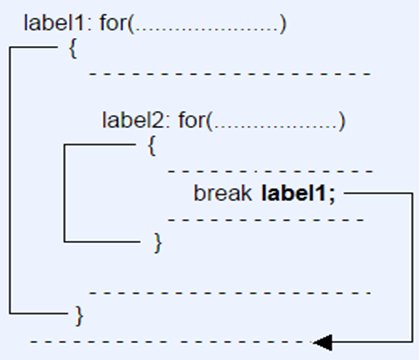 label1: for(......................)
{
label2: for(...................)
{
break label1;
}
}